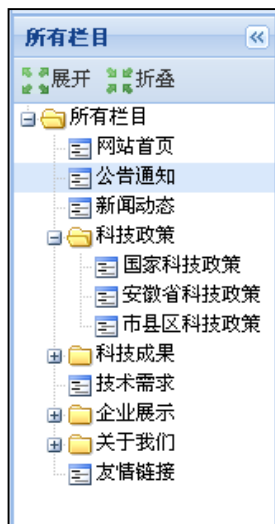 所有栏目
展开 折叠
所有栏目
网站首页
公告通知
新闻动态
科技政策
国家科技政策
安徽省科技政策
市县区科技政策
科技成果
技术需求
企业展示
关于我们
友情链接